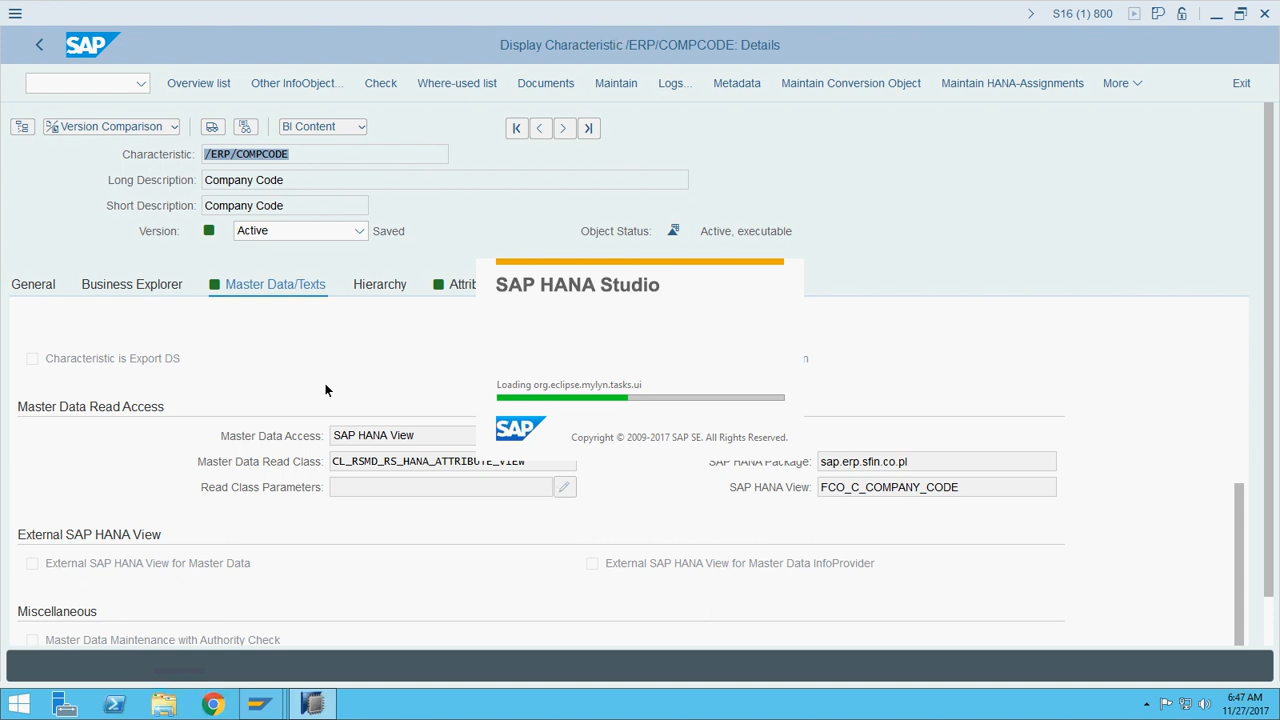 S16 (1) 800
SAP
Display Characteristic /ERP/COMPCODE: Details
Overview list Other InfoObject... Check Where-used list Documents Maintain Logs... Metadata Maintain Conversion Object Maintain HANA-Assignments More Exit
Version Comparison BI Content
Characteristic: /ERP/COMPCODE
Long Description: Company Code
Short Description: Company Code
Version: Active Saved Object Status: Active, executable
General Business Explorer Master Data/Texts Hierarchy Attrib
SAP HANA Studio
Characteristic is Export DS n
Loading org.eclipse.mylyn.tasks.ui
Master Data Read Access
Master Data Access: SAP HANA View
SAP Copyright © 2009-2017 SAP SE. All Rights Reserved.
Master Data Read Class: CL_RSMD_RS_HANA_ATTRIBUTE_VIEW SAP HANA Package: sap.erp.sfin.co.pl
Read Class Parameters: SAP HANA View: FCO_C_COMPANY_CODE
External SAP HANA View
External SAP HANA View for Master Data External SAP HANA View for Master Data InfoProvider
Miscellaneous
Master Data Maintenance with Authority Check
6:47 AM
11/27/2017